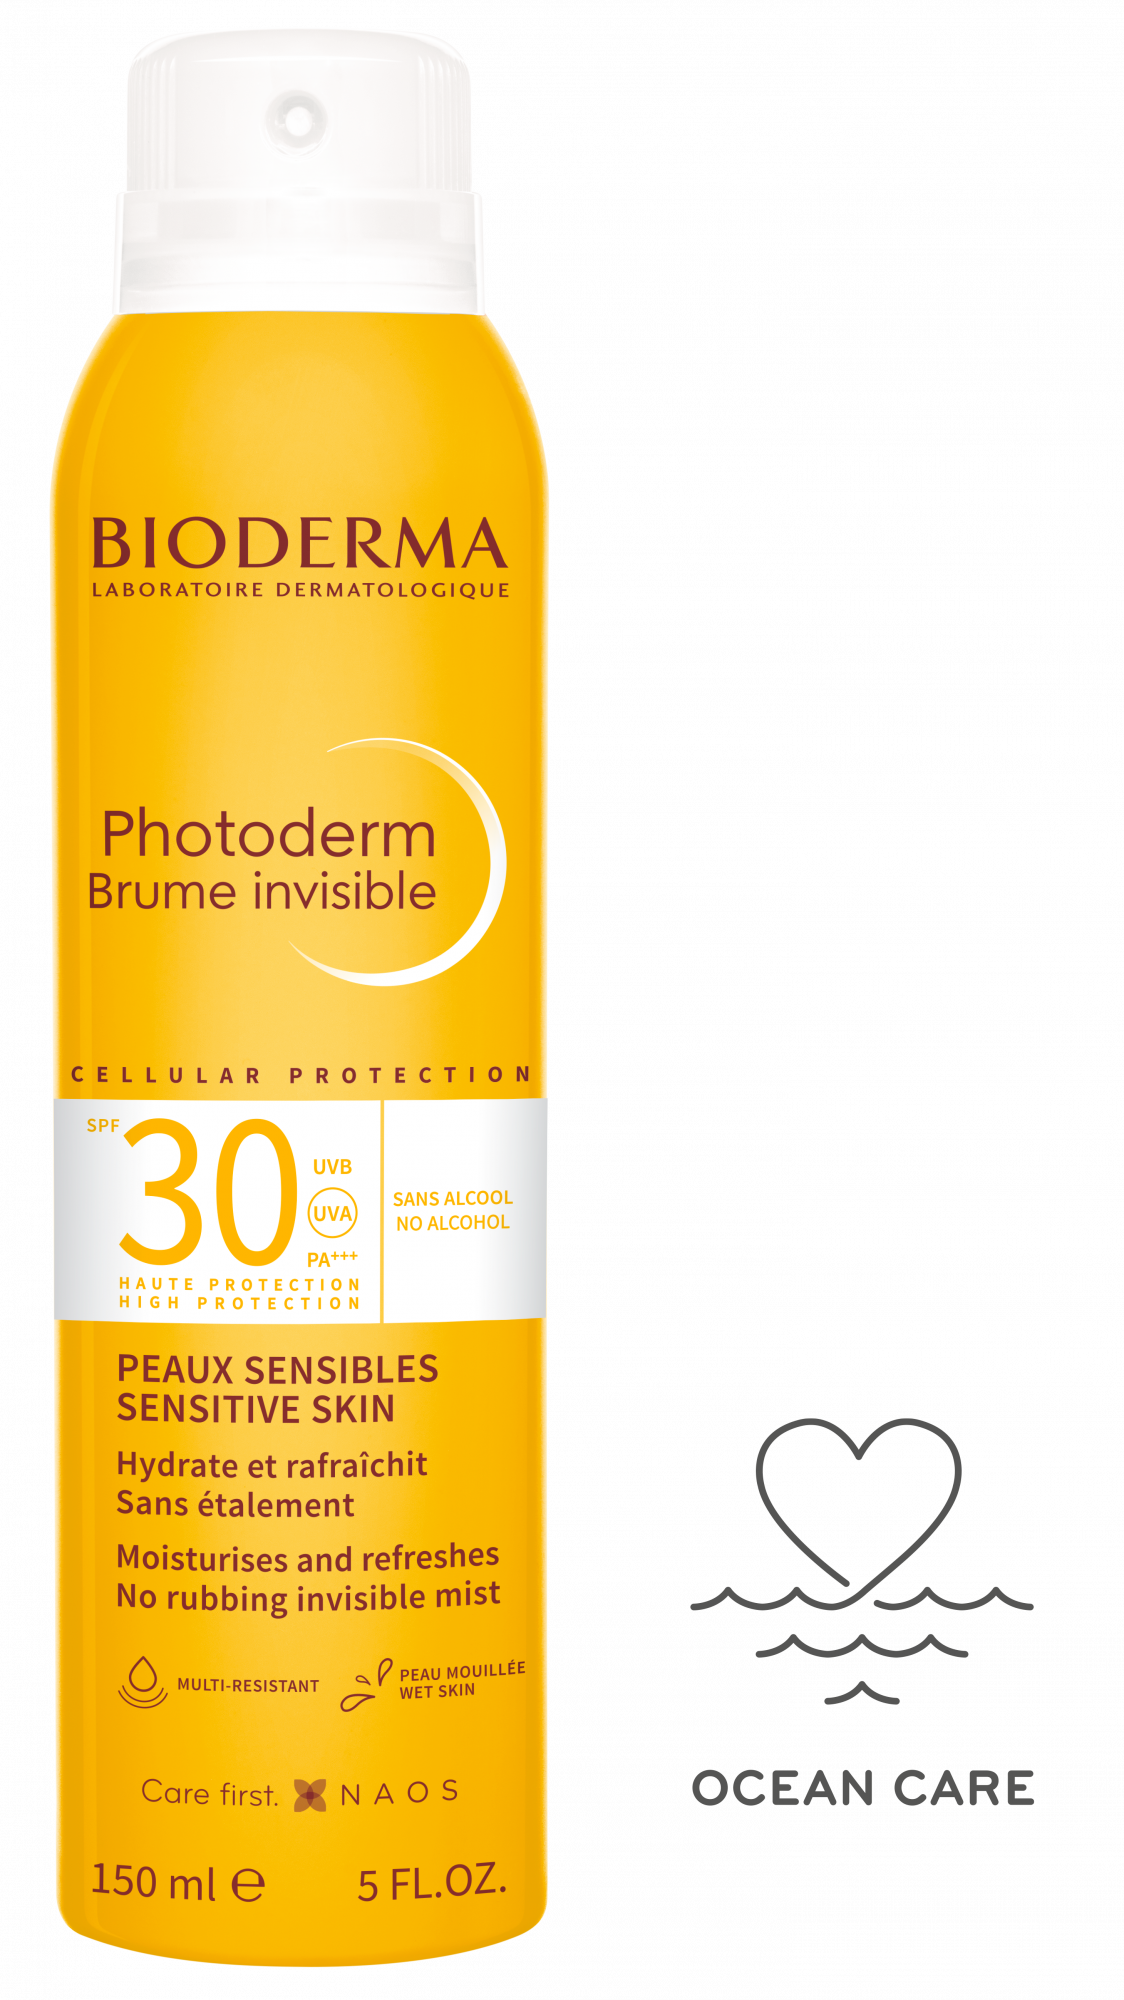 BIODERMA
LABORATOIRE DERMATOLOGIQUE
Photoderm
Brume invisible
CELLULAR PROTECTION
SPF 30
UVB
UVA
PA+++
HAUTE PROTECTION
HIGH PROTECTION
SANS ALCOOL
NO ALCOHOL
PEAUX SENSIBLES
SENSITIVE SKIN
Hydrate et rafraîchit
Sans étalement
Moisturises and refreshes
No rubbing invisible mist
MULTI-RESISTANT
PEAU MOUILLÉE
WET SKIN
Care first. NAOS
150 ml ℮ 5 FL.OZ.
OCEAN CARE